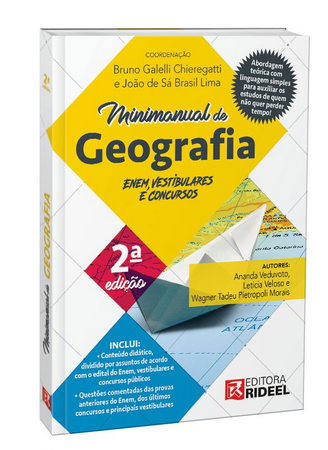 COORDENAÇÃO
Bruno Galelli Chieregatti
e João de Sá Brasil Lima
Abordagem
teórica com
linguagem simples
para auxiliar os
estudos de quem
não quer perder
tempo!
Minimanual de
Geografia
ENEM, VESTIBULARES
E CONCURSOS
2ª
edição
AUTORES:
Ananda Veduvoto,
Letícia Veloso e
Wagner Tadeu Pietropoli Morais
INCLUI:
• Conteúdo didático,
dividido por assuntos de acordo
com o edital do Enem, vestibulares e
concursos públicos
• Questões comentadas das provas
anteriores do Enem, dos últimos
concursos e principais vestibulares
EDITORA
RIDEEL
2ª
edição
Minimanual de
GEOGRAFIA